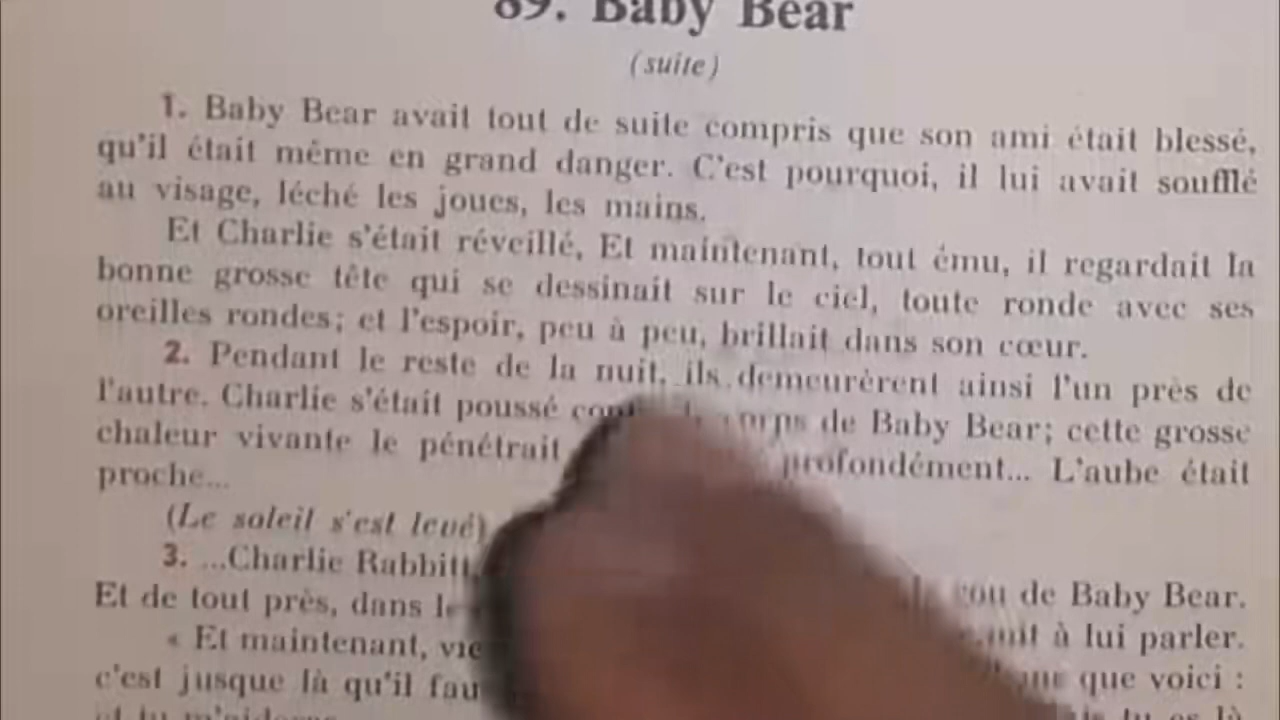 89. Baby Bear
(suite)
1. Baby Bear avait tout de suite compris que son ami était blessé,
qu'il était même en grand danger. C'est pourquoi, il lui avait soufflé
au visage, léché les joues, les mains.
Et Charlie s'était réveillé, Et maintenant, tout ému, il regardait la
bonne grosse tête qui se dessinait sur le ciel, toute ronde avec ses
oreilles rondes; et l'espoir, peu à peu, brillait dans son cœur.
2. Pendant le reste de la nuit, ils demeurèrent ainsi l'un près de
l'autre. Charlie s'était poussé corps de Baby Bear; cette grosse
chaleur vivante le pénétrait profondément... L'aube était
proche...
(Le soleil s'est levé)
3. ...Charlie Rabbitt cou de Baby Bear.
Et de tout près, dans
« Et maintenant, à lui parler.
c'est jusque là qu'il que voici :
tu es là